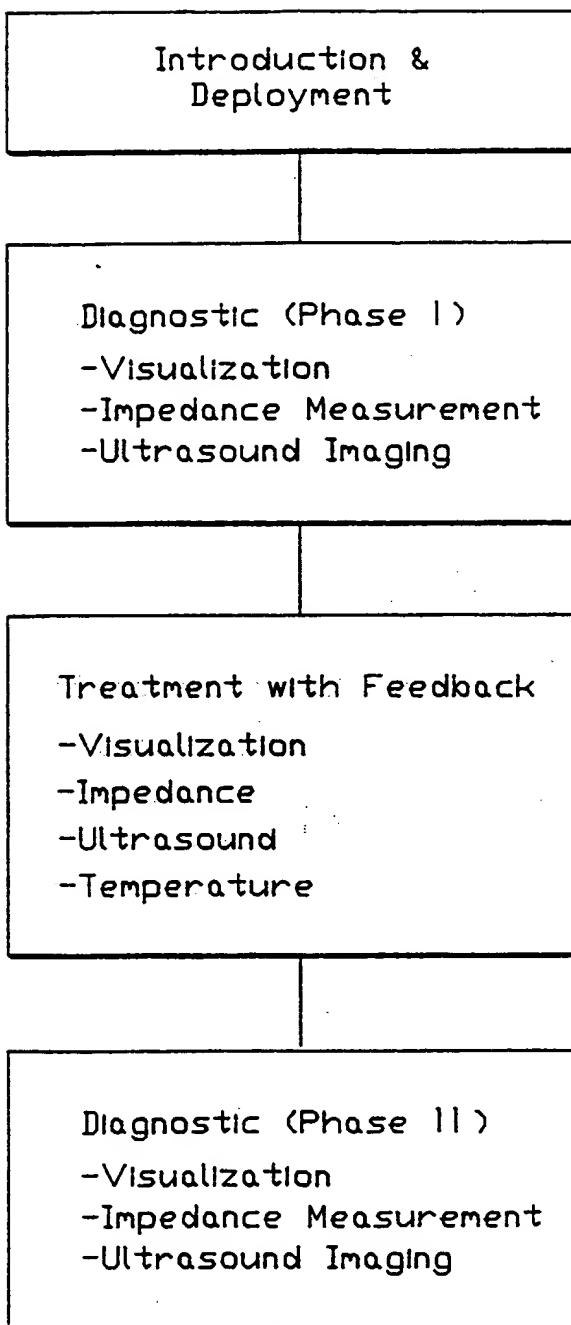 Introduction &
Deployment
Diagnostic (Phase I)
-Visualization
-Impedance Measurement
-Ultrasound Imaging
Treatment with Feedback
-Visualization
-Impedance
-Ultrasound
-Temperature
Diagnostic (Phase II)
-Visualization
-Impedance Measurement
-Ultrasound Imaging